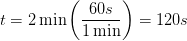 t = 2 min (60s / 1 min) = 120s